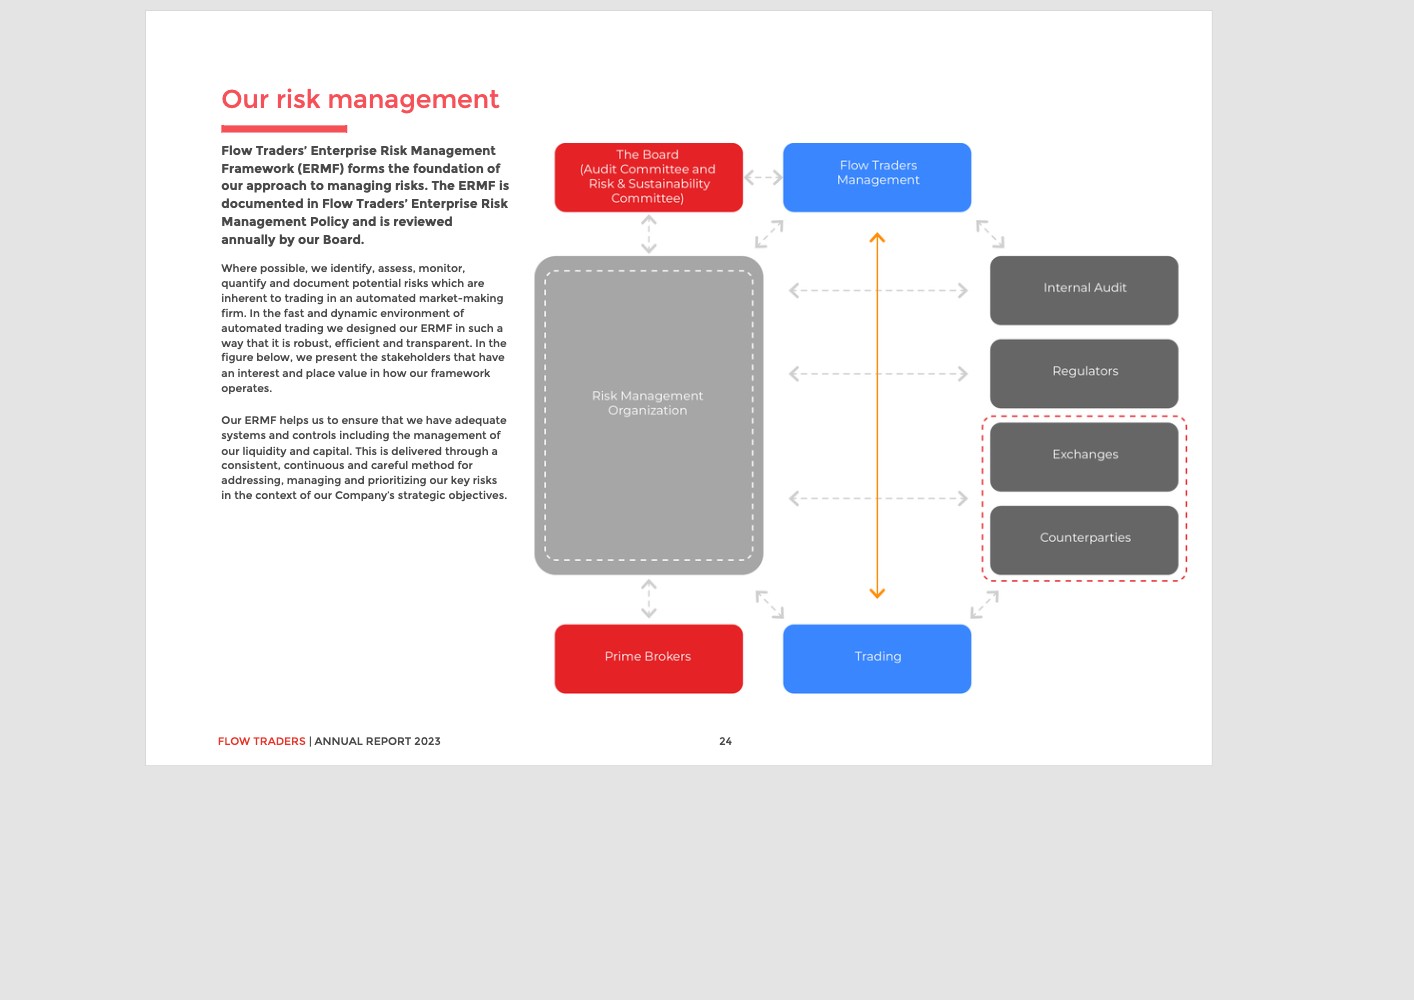 Our risk management
Flow Traders’ Enterprise Risk Management
Framework (ERMF) forms the foundation of
our approach to managing risks. The ERMF is
documented in Flow Traders’ Enterprise Risk
Management Policy and is reviewed
annually by our Board.
Where possible, we identify, assess, monitor,
quantify and document potential risks which are
inherent to trading in an automated market-making
firm. In the fast and dynamic environment of
automated trading we designed our ERMF in such a
way that it is robust, efficient and transparent. In the
figure below, we present the stakeholders that have
an interest and place value in how our framework
operates.
Our ERMF helps us to ensure that we have adequate
systems and controls including the management of
our liquidity and capital. This is delivered through a
consistent, continuous and careful method for
addressing, managing and prioritizing our key risks
in the context of our Company’s strategic objectives.
The Board
(Audit Committee and
Risk & Sustainability
Committee)
Flow Traders
Management
Risk Management
Organization
Internal Audit
Regulators
Exchanges
Counterparties
Prime Brokers
Trading
FLOW TRADERS | ANNUAL REPORT 2023
24